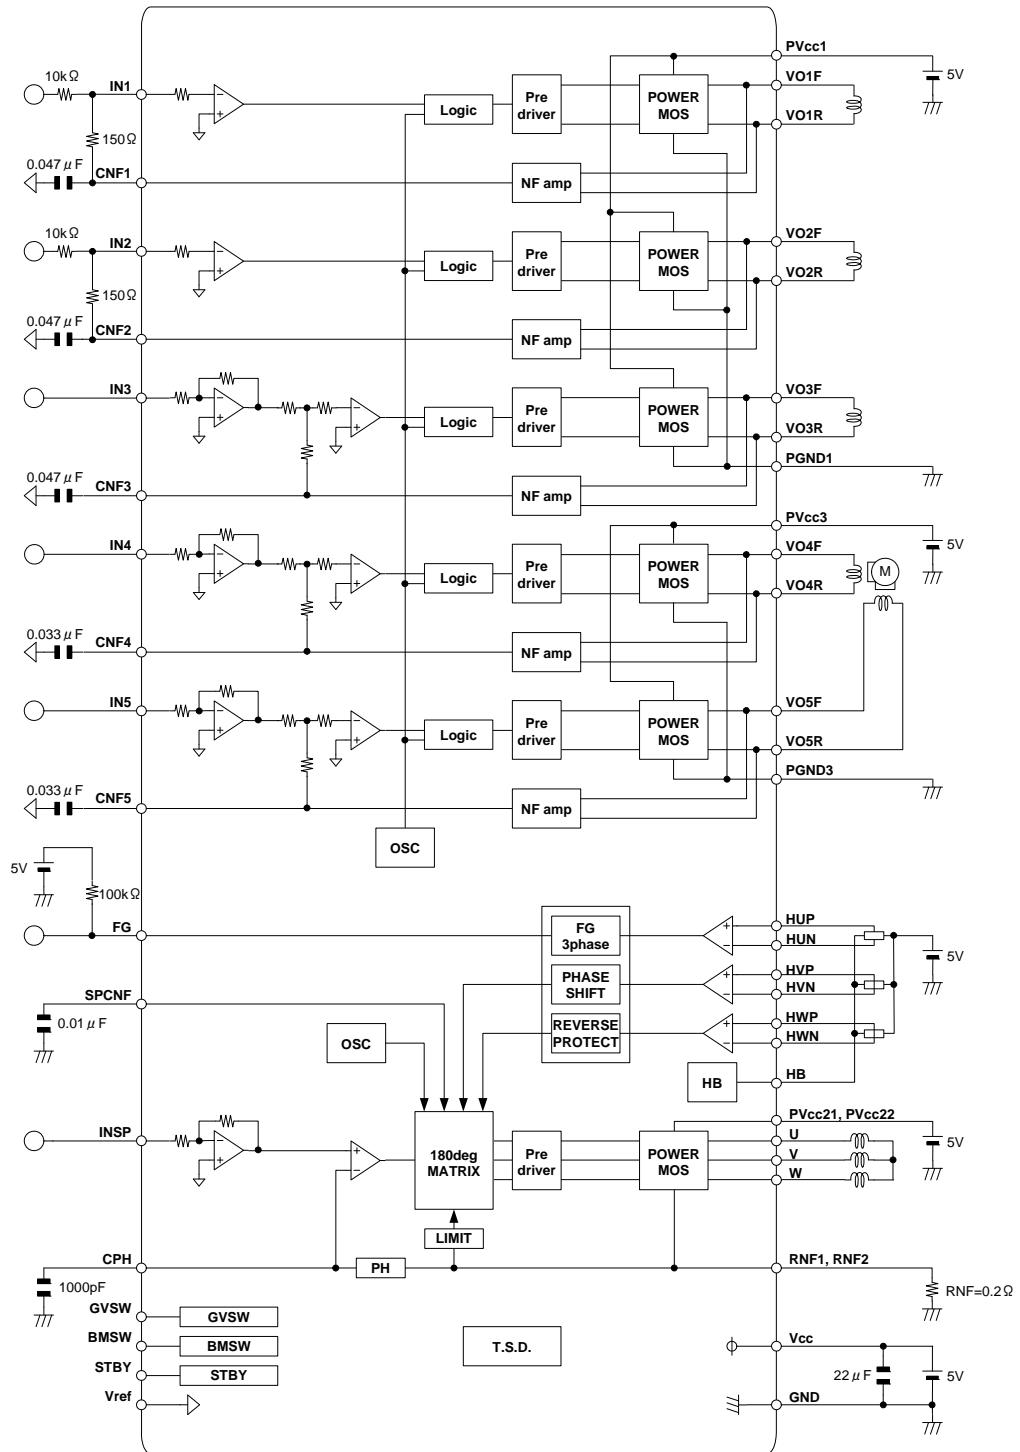 PVcc1
10kΩ
IN1
5V
VO1F
Logic
Pre driver
POWER MOS
VO1R
150Ω
0.047μF
CNF1
NF amp
10kΩ
IN2
VO2F
Logic
Pre driver
POWER MOS
VO2R
150Ω
0.047μF
CNF2
NF amp
IN3
VO3F
Logic
Pre driver
POWER MOS
VO3R
PGND1
0.047μF
CNF3
NF amp
PVcc3
IN4
5V
VO4F
M
Logic
Pre driver
POWER MOS
VO4R
0.033μF
CNF4
NF amp
IN5
VO5F
Logic
Pre driver
POWER MOS
VO5R
PGND3
0.033μF
CNF5
NF amp
OSC
5V
100kΩ
FG
FG 3phase
HUP
HUN
5V
PHASE SHIFT
HVP
HVN
SPCNF
0.01μF
REVERSE PROTECT
HWP
HWN
OSC
HB
HB
PVcc21, PVcc22
INSP
180deg MATRIX
Pre driver
POWER MOS
U
V
W
5V
LIMIT
CPH
PH
RNF1, RNF2
1000pF
RNF=0.2Ω
GVSW
GVSW
BMSW
BMSW
T.S.D.
Vcc
STBY
STBY
22μF
5V
Vref
GND